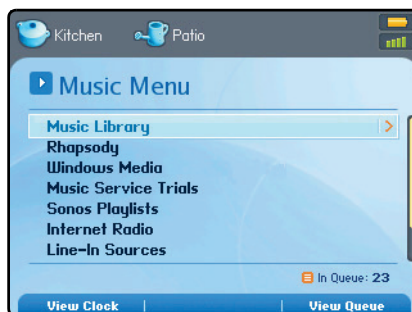 Kitchen Patio
Music Menu
Music Library
Rhapsody
Windows Media
Music Service Trials
Sonos Playlists
Internet Radio
Line-In Sources
In Queue: 23
View Clock View Queue